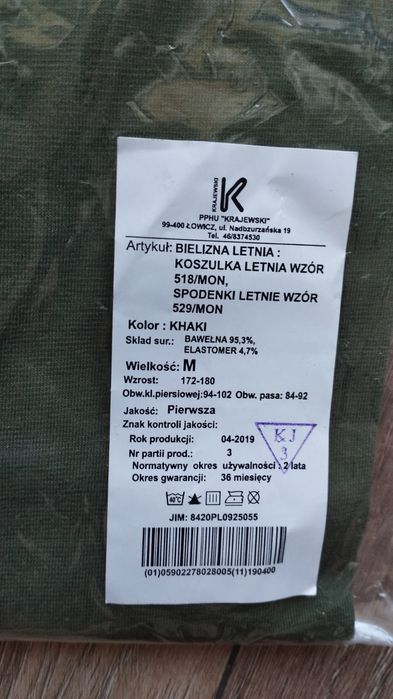 KRAJEWSKI
K
PPHU "KRAJEWSKI"
99-400 ŁOWICZ, ul. Nadbzurzańska 19
Tel. 46/8374530
Artykuł: BIELIZNA LETNIA :
KOSZULKA LETNIA WZÓR
518/MON,
SPODENKI LETNIE WZÓR
529/MON
Kolor : KHAKI
Skład sur.: BAWEŁNA 95,3%,
ELASTOMER 4,7%
Wielkość: M
Wzrost: 172-180
Obw.kl.piersiowej:94-102 Obw. pasa: 84-92
Jakość: Pierwsza
Znak kontroli jakości:
KJ
3
Rok produkcji: 04-2019
Nr partii prod.: 3
Normatywny okres używalności : 2 lata
Okres gwarancji: 36 miesięcy
40°C
JIM: 8420PL0925055
(01)05902278028005(11)190400